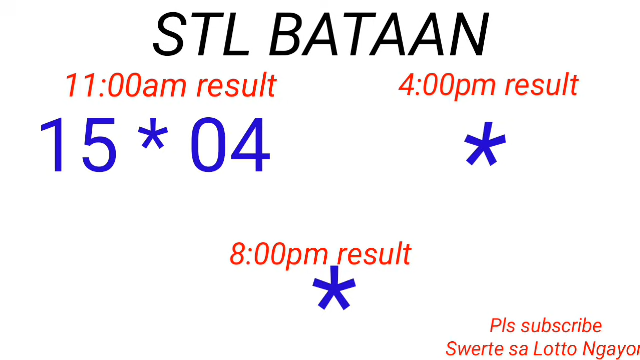 STL BATAAN
11:00am result
15 * 04
4:00pm result
*
8:00pm result
*
Pls subscribe
Swerte sa Lotto Ngayon